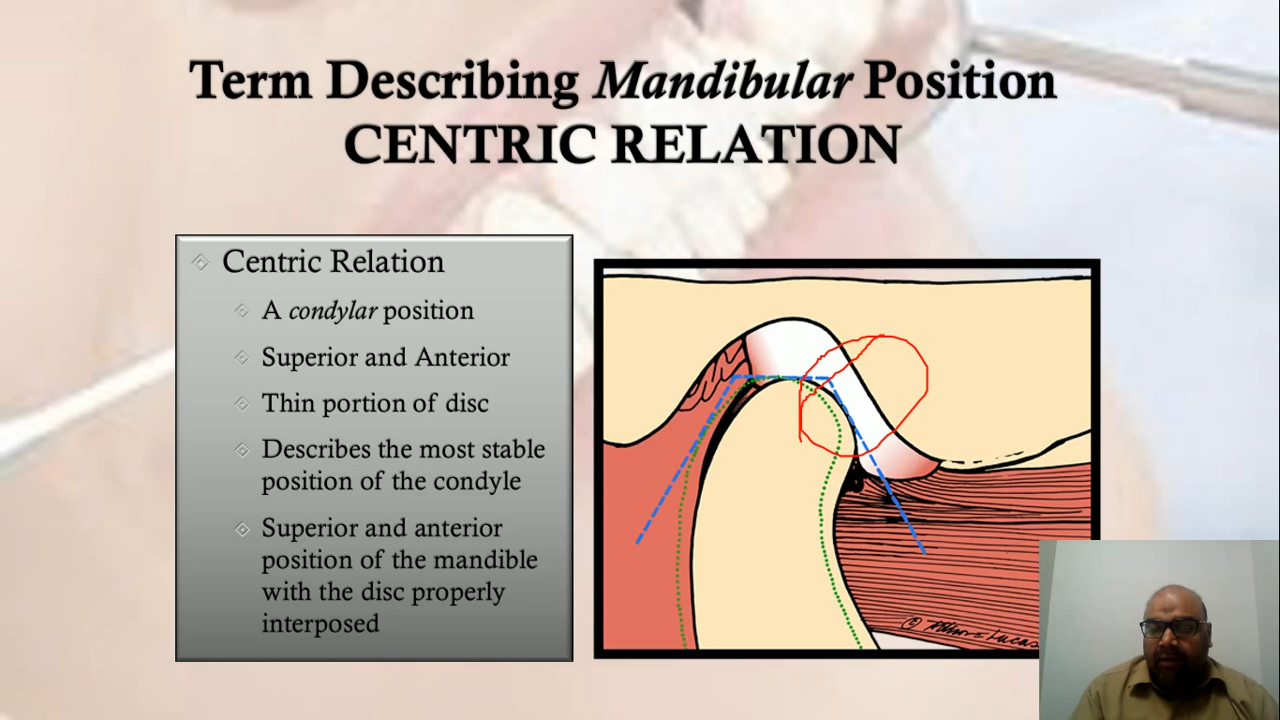 Term Describing Mandibular Position
CENTRIC RELATION
Centric Relation
A condylar position
Superior and Anterior
Thin portion of disc
Describes the most stable
position of the condyle
Superior and anterior
position of the mandible
with the disc properly
interposed
©